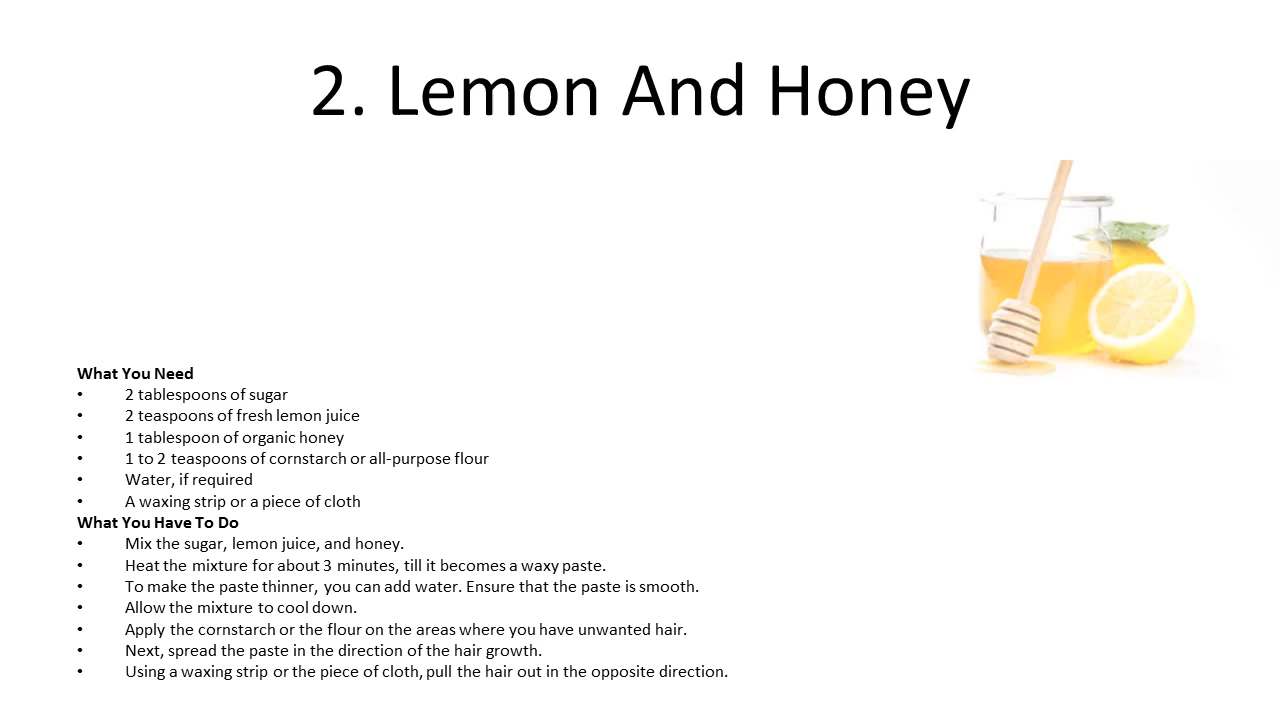 2. Lemon And Honey
What You Need
• 2 tablespoons of sugar
• 2 teaspoons of fresh lemon juice
• 1 tablespoon of organic honey
• 1 to 2 teaspoons of cornstarch or all-purpose flour
• Water, if required
• A waxing strip or a piece of cloth
What You Have To Do
• Mix the sugar, lemon juice, and honey.
• Heat the mixture for about 3 minutes, till it becomes a waxy paste.
• To make the paste thinner, you can add water. Ensure that the paste is smooth.
• Allow the mixture to cool down.
• Apply the cornstarch or the flour on the areas where you have unwanted hair.
• Next, spread the paste in the direction of the hair growth.
• Using a waxing strip or the piece of cloth, pull the hair out in the opposite direction.